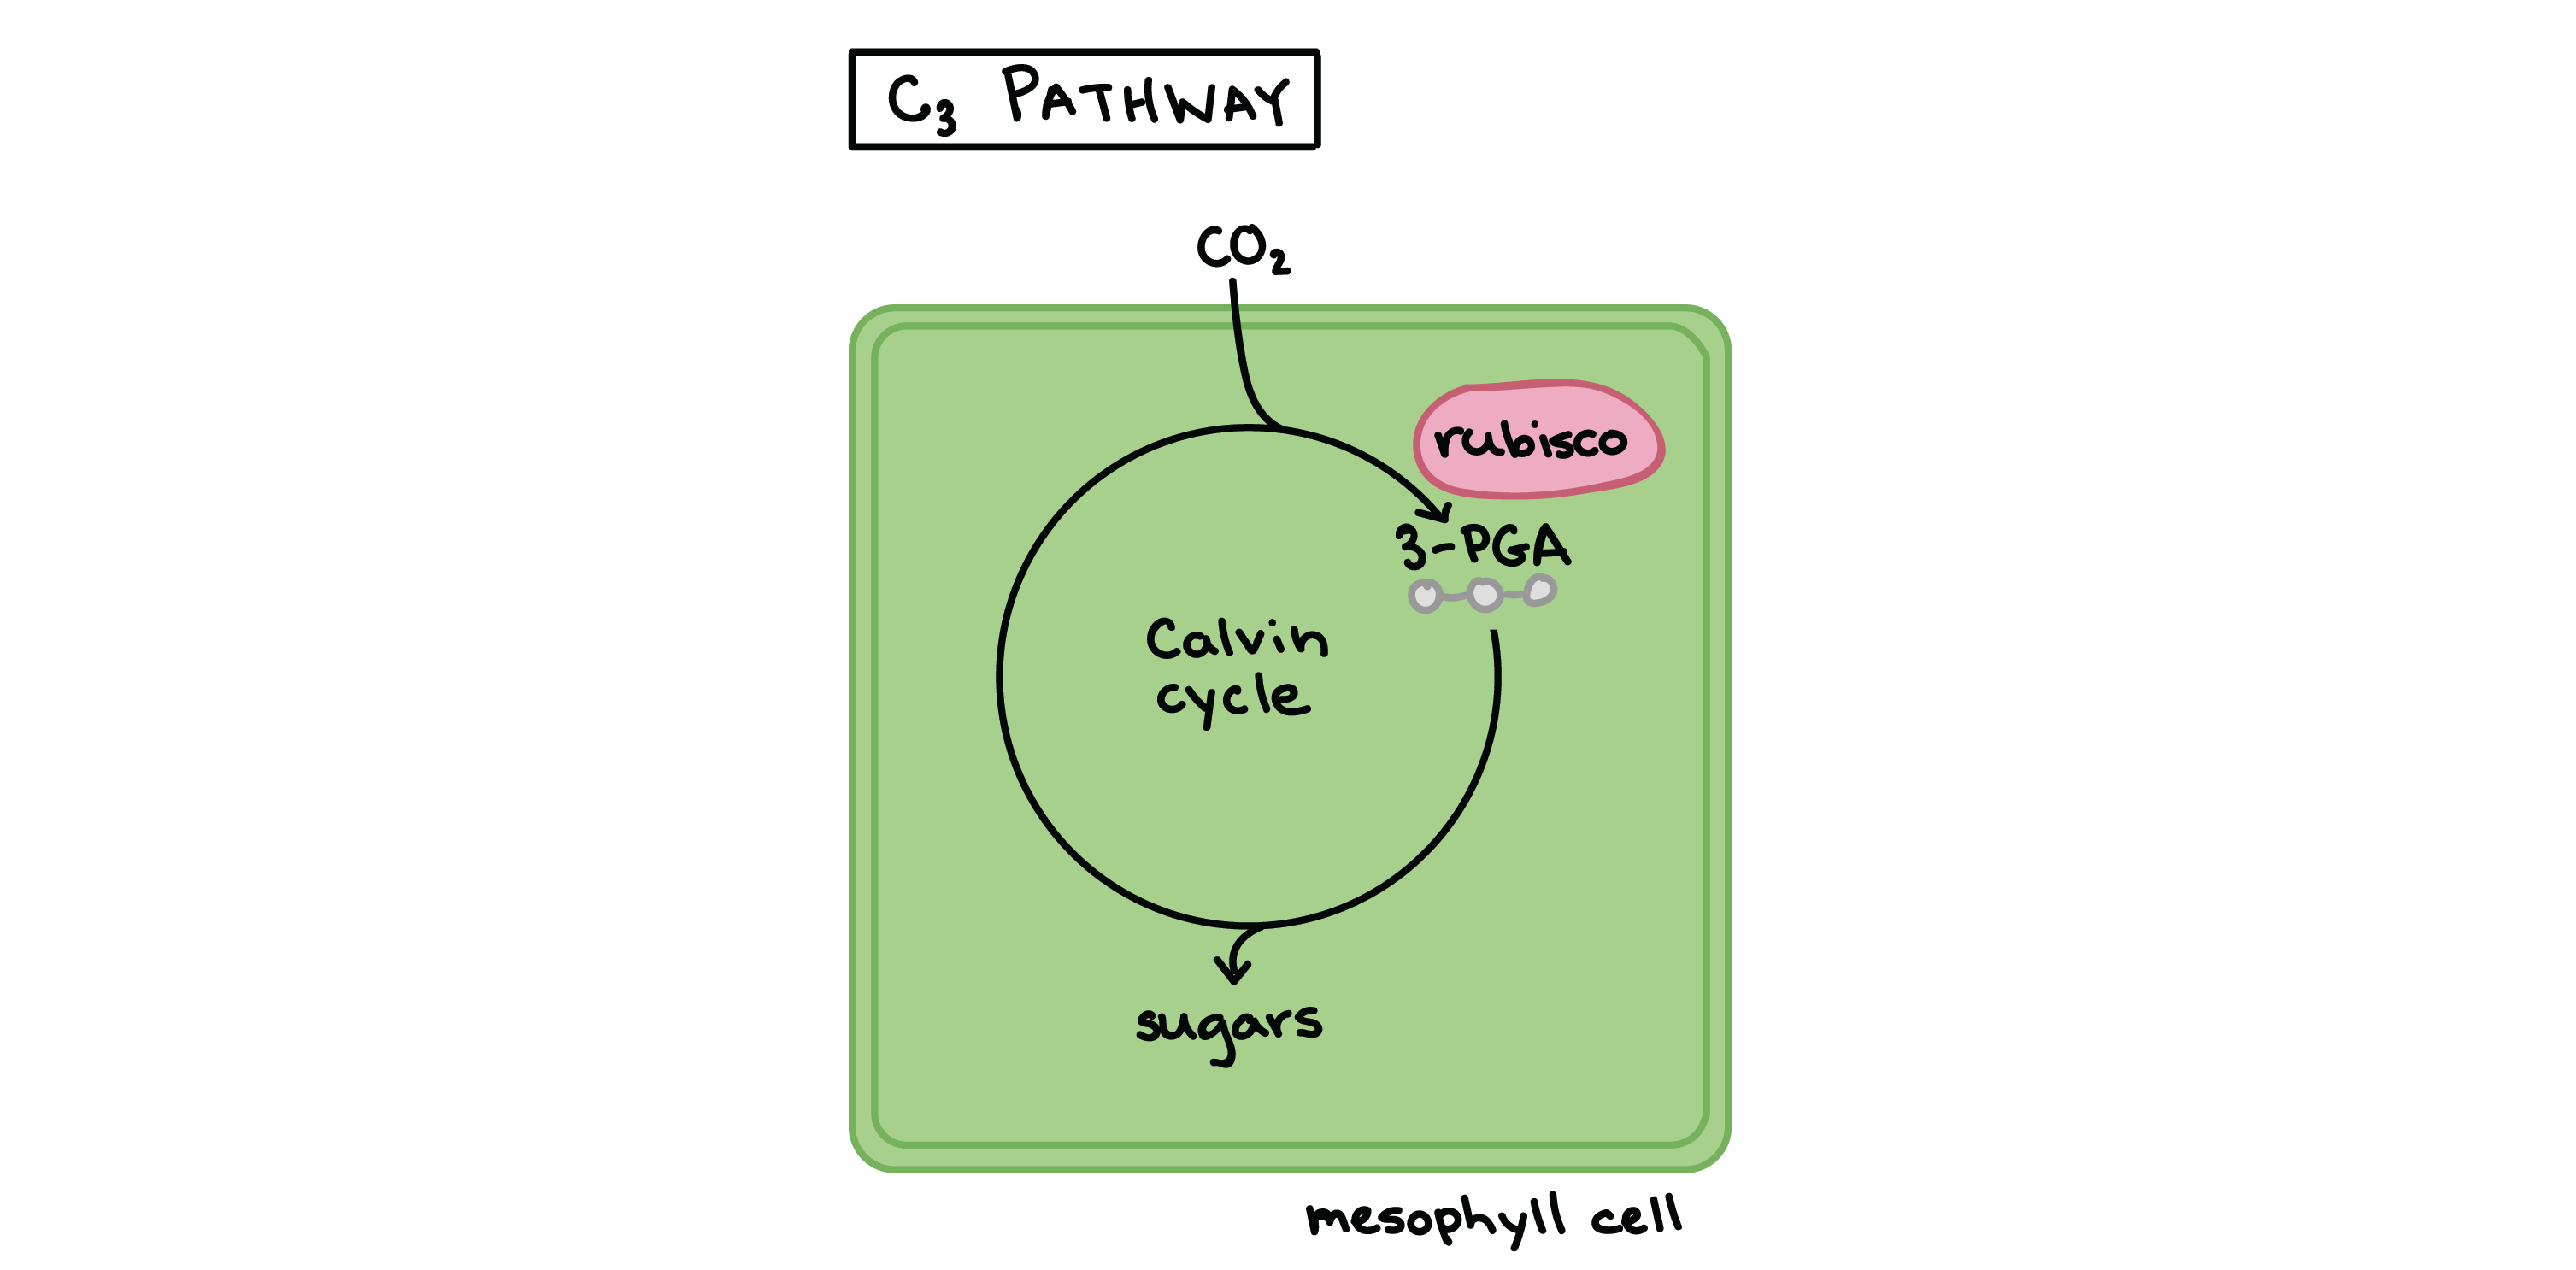 C₃ PATHWAY
CO₂
rubisco
3-PGA
Calvin
cycle
sugars
mesophyll cell